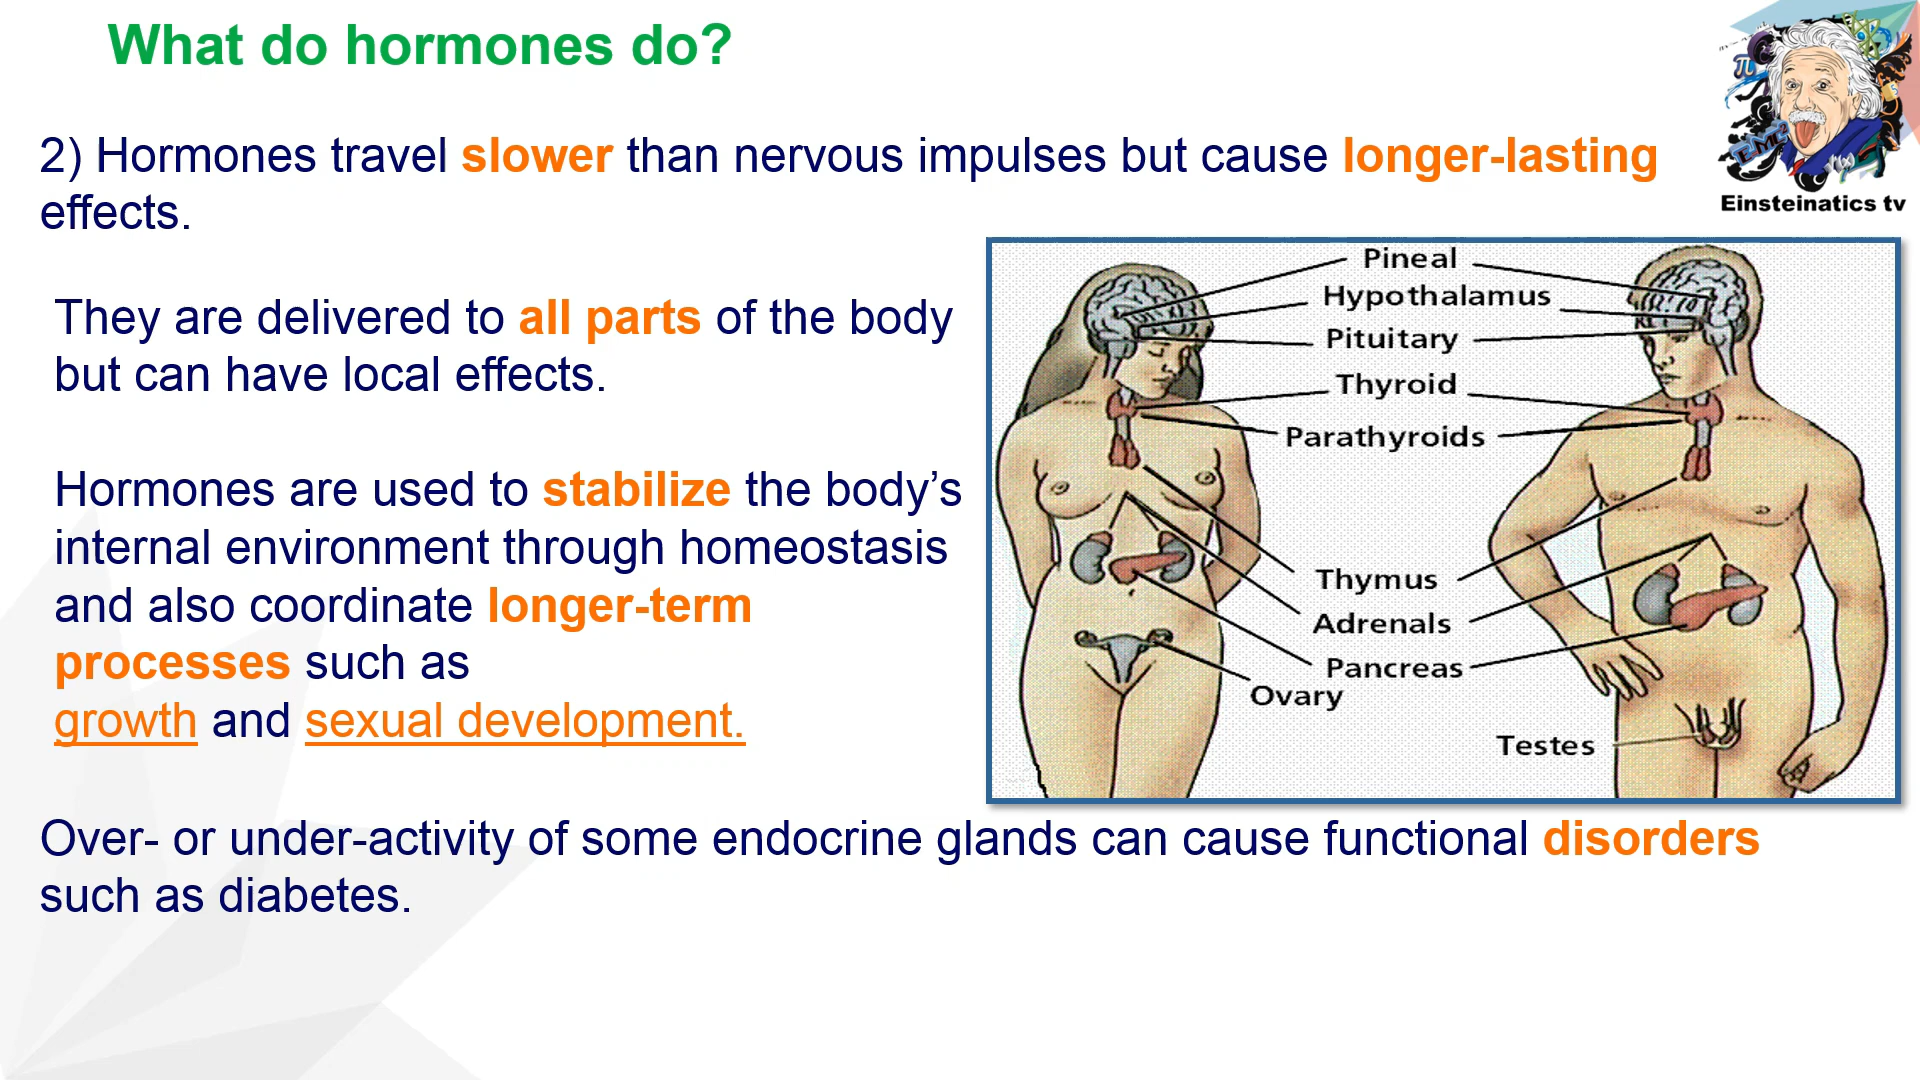 What do hormones do?
2) Hormones travel slower than nervous impulses but cause longer-lasting
effects.
They are delivered to all parts of the body
but can have local effects.
Hormones are used to stabilize the body’s
internal environment through homeostasis
and also coordinate longer-term
processes such as
growth and sexual development.
Over- or under-activity of some endocrine glands can cause functional disorders
such as diabetes.
Pineal
Hypothalamus
Pituitary
Thyroid
Parathyroids
Thymus
Adrenals
Pancreas
Ovary
Testes
π
E=MC²
f(x)
Einsteinatics tv